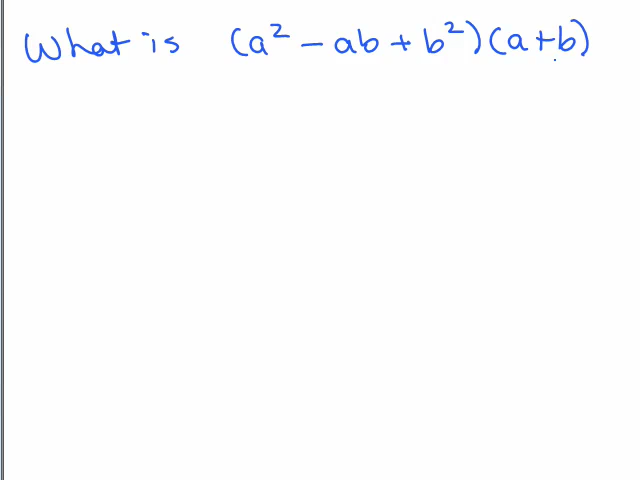 What is (a² - ab + b²)(a+b)